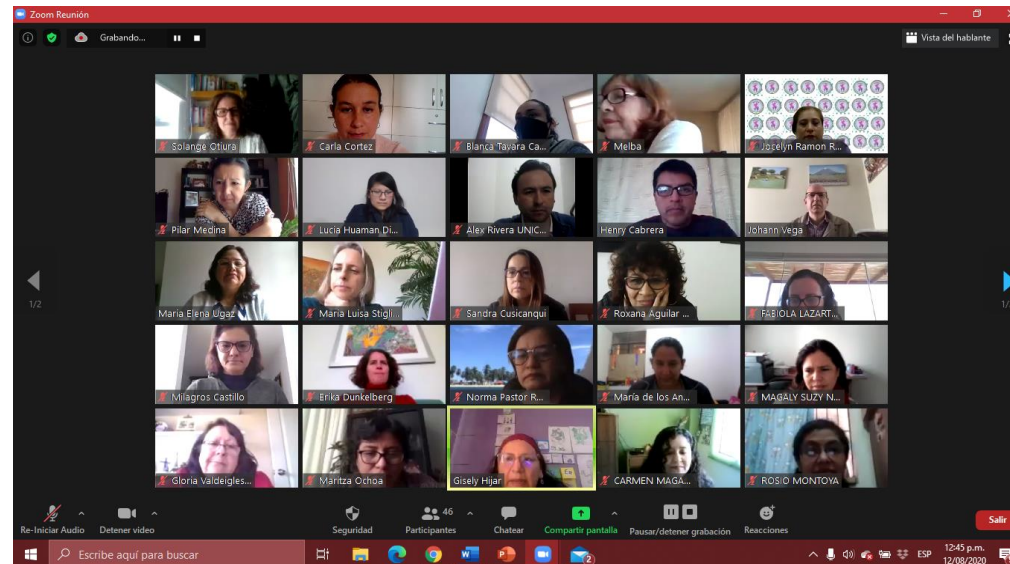 Zoom Reunión
Grabando...
Vista del hablante
Solange Otiura
Carla Cortez
Blanca Tavara Ca...
Melba
Jocelyn Ramon R...
Pilar Medina
Lucía Huaman Di...
Alex Rivera UNIC...
Henry Cabrera
Johann Vega
1/2
Maria Elena Ugaz
Maria Luisa Stigli...
Sandra Cusicanqui
Roxana Aguilar ...
FABIOLA LAZART...
Milagros Castillo
Erika Dunkelberg
Norma Pastor R...
María de los An...
MAGALY SUZY N...
Gloria Valdeigles...
Maritza Ochoa
Gisely Hijar
CARMEN MAGA...
ROSIO MONTOYA
46
Re-Iniciar Audio
Detener video
Seguridad
Participantes
Chatear
Compartir pantalla
Pausar/detener grabación
Reacciones
Salir
Escribe aquí para buscar
2
ESP
12:45 p.m.
12/08/2020